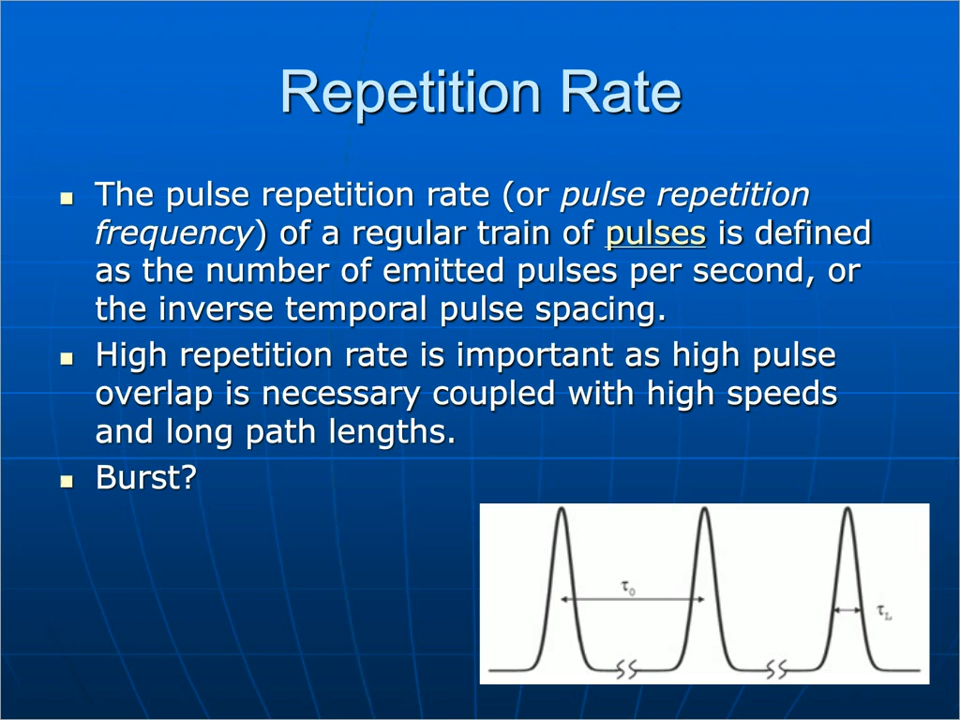 Repetition Rate
The pulse repetition rate (or pulse repetition
frequency) of a regular train of pulses is defined
as the number of emitted pulses per second, or
the inverse temporal pulse spacing.
High repetition rate is important as high pulse
overlap is necessary coupled with high speeds
and long path lengths.
Burst?
τ₀
τ_L